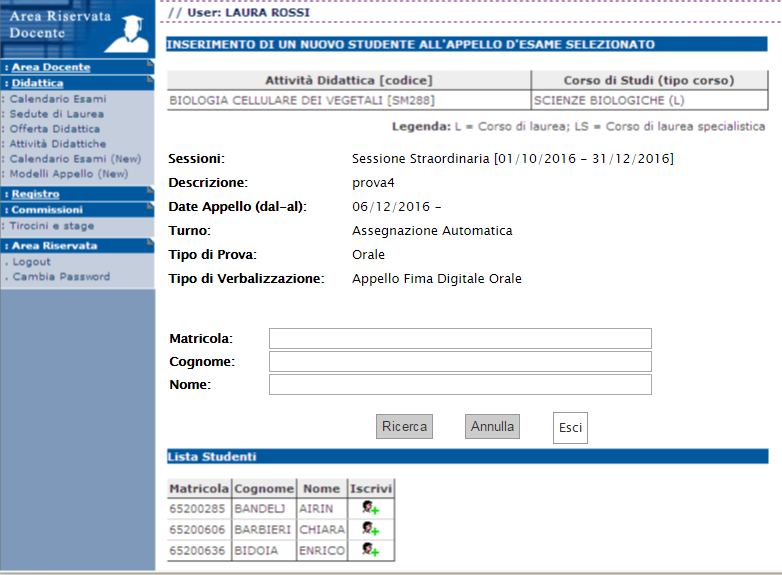 Area Riservata
Docente
: Area Docente
: Didattica
: Calendario Esami
: Sedute di Laurea
: Offerta Didattica
: Attività Didattiche
: Calendario Esami (New)
: Modelli Appello (New)
: Registro
: Commissioni
: Tirocini e stage
: Area Riservata
. Logout
. Cambia Password
// User: LAURA ROSSI
INSERIMENTO DI UN NUOVO STUDENTE ALL'APPELLO D'ESAME SELEZIONATO
Attività Didattica [codice] Corso di Studi (tipo corso)
BIOLOGIA CELLULARE DEI VEGETALI [SM288] SCIENZE BIOLOGICHE (L)
Legenda: L = Corso di laurea; LS = Corso di laurea specialistica
Sessioni: Sessione Straordinaria [01/10/2016 - 31/12/2016]
Descrizione: prova4
Date Appello (dal-al): 06/12/2016 -
Turno: Assegnazione Automatica
Tipo di Prova: Orale
Tipo di Verbalizzazione: Appello Fima Digitale Orale
Matricola:
Cognome:
Nome:
Ricerca Annulla Esci
Lista Studenti
Matricola Cognome Nome Iscrivi
65200285 BANDELJ AIRIN
65200606 BARBIERI CHIARA
65200636 BIDOIA ENRICO